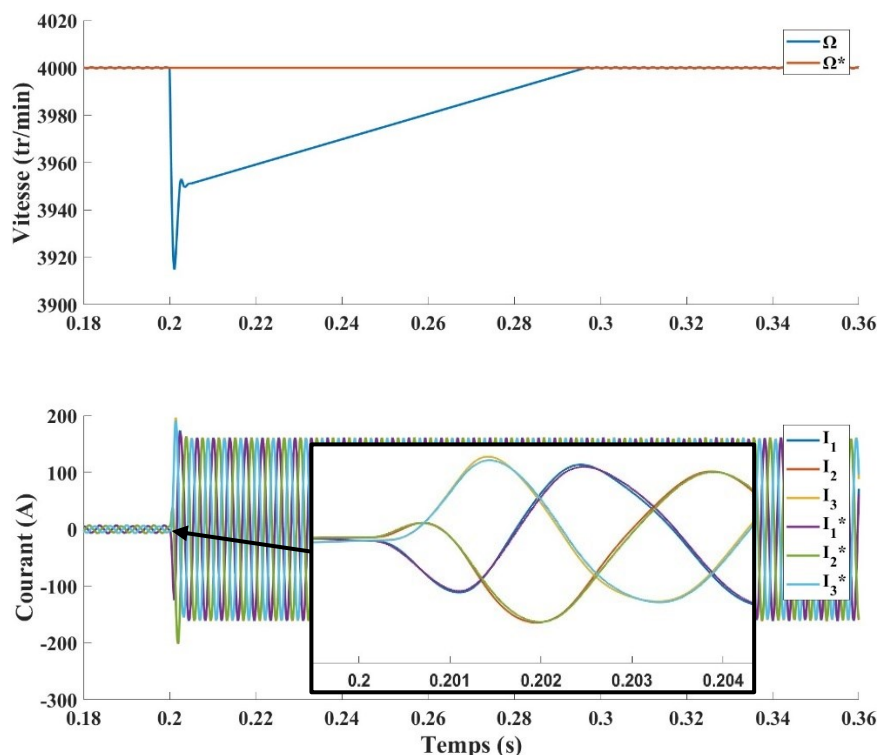 4020
4000
3980
3960
3940
3920
3900
Vitesse (tr/min)
Ω
Ω*
0.18 0.2 0.22 0.24 0.26 0.28 0.3 0.32 0.34 0.36
200
100
0
-100
-200
-300
Courant (A)
I1
I2
I3
I1*
I2*
I3*
0.2 0.201 0.202 0.203 0.204
0.18 0.2 0.22 0.24 0.26 0.28 0.3 0.32 0.34 0.36
Temps (s)